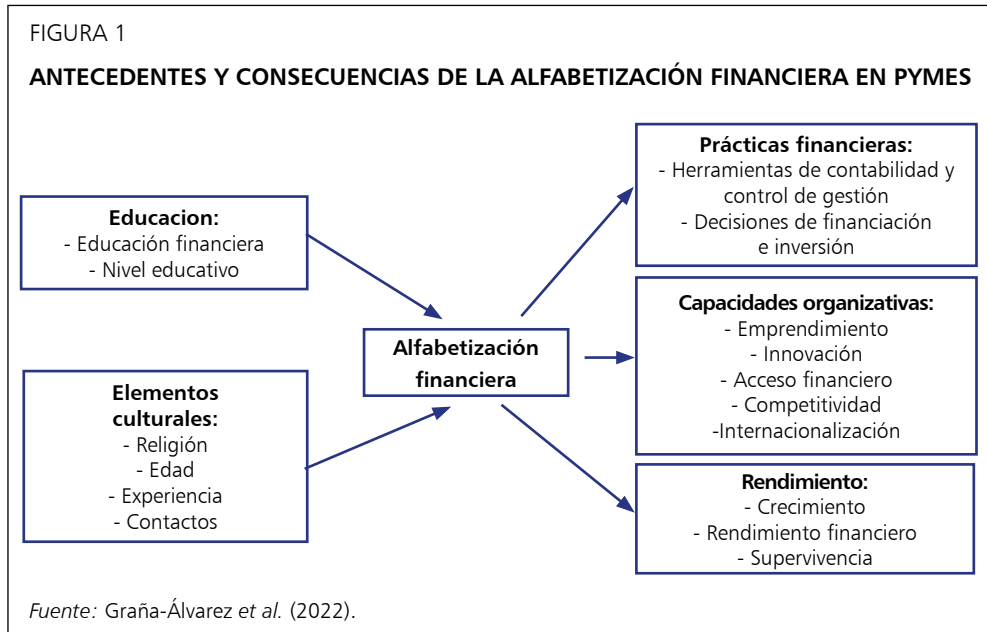 FIGURA 1
ANTECEDENTES Y CONSECUENCIAS DE LA ALFABETIZACIÓN FINANCIERA EN PYMES
Educacion:
- Educación financiera
- Nivel educativo
Elementos
culturales:
- Religión
- Edad
- Experiencia
- Contactos
Alfabetización
financiera
Prácticas financieras:
- Herramientas de contabilidad y
control de gestión
- Decisiones de financiación
e inversión
Capacidades organizativas:
- Emprendimiento
- Innovación
- Acceso financiero
- Competitividad
-Internacionalización
Rendimiento:
- Crecimiento
- Rendimiento financiero
- Supervivencia
Fuente: Graña-Álvarez et al. (2022).